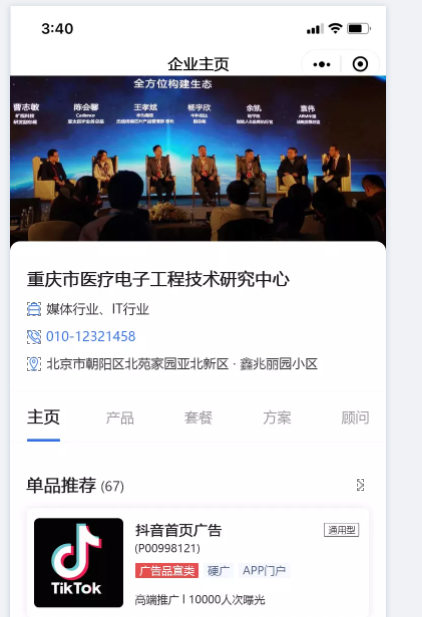 3:40
企业主页
全方位构建生态
曹志敏 陈会馨 王孝斌 杨宇欣 余凯 袁伟
重庆市医疗电子工程技术研究中心
媒体行业、IT行业
010-12321458
北京市朝阳区北苑家园亚北新区 · 鑫兆丽园小区
主页 产品 套餐 方案 顾问
单品推荐 (67)
抖音首页广告 通用型
(P00998121)
广告品宣类 硬广 APP门户
TikTok
高端推广 | 10000人次曝光